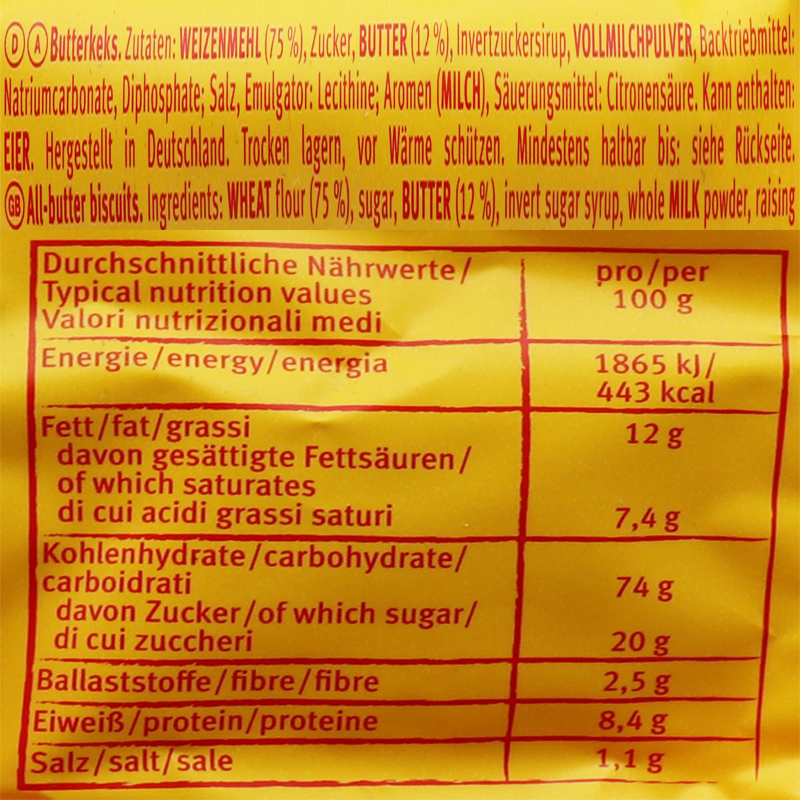 D A Butterkeks. Zutaten: WEIZENMEHL (75 %), Zucker, BUTTER (12 %), Invertzuckersirup, VOLLMILCHPULVER, Backtriebmittel:
Natriumcarbonate, Diphosphate; Salz, Emulgator: Lecithine; Aromen (MILCH), Säuerungsmittel: Citronensäure. Kann enthalten:
EIER. Hergestellt in Deutschland. Trocken lagern, vor Wärme schützen. Mindestens haltbar bis: siehe Rückseite.
GB All-butter biscuits. Ingredients: WHEAT flour (75 %), sugar, BUTTER (12 %), invert sugar syrup, whole MILK powder, raising
Durchschnittliche Nährwerte/ pro/per
Typical nutrition values 100 g
Valori nutrizionali medi
Energie/energy/energia 1865 kJ/
443 kcal
Fett/fat/grassi 12 g
davon gesättigte Fettsäuren/
of which saturates
di cui acidi grassi saturi 7,4 g
Kohlenhydrate/carbohydrate/
carboidrati 74 g
davon Zucker/of which sugar/
di cui zuccheri 20 g
Ballaststoffe/fibre/fibre 2,5 g
Eiweiß/protein/proteine 8,4 g
Salz/salt/sale 1,1 g